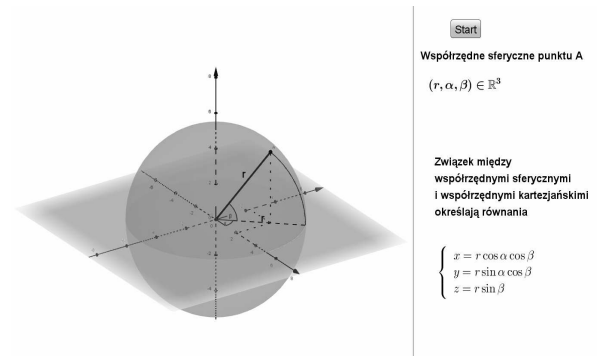 Start
Współrzędne sferyczne punktu A
(r, α, β) ∈ ℝ³
Związek między
współrzędnymi sferycznymi
i współrzędnymi kartezjańskimi
określają równania
x = r cos α cos β
y = r sin α cos β
z = r sin β
r
r